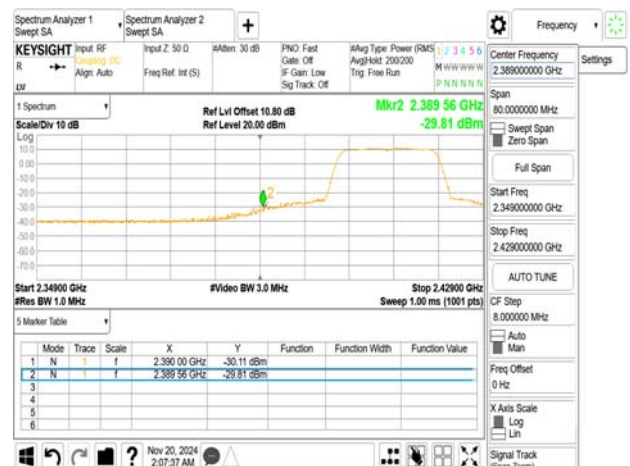 Spectrum Analyzer 1
Swept SA
Spectrum Analyzer 2
Swept SA
+
Frequency
KEYSIGHT
R
Input: RF
Coupling: DC
Align: Auto
Input Z: 50 Ω
Freq Ref: Int (S)
#Atten: 30 dB
PNO: Fast
Gate: Off
IF Gain: Low
Sig Track: Off
#Avg Type: Power (RMS
Avg|Hold: 200/200
Trig: Free Run
1 2 3 4 5 6
M W W W W W
P N N N N N
Center Frequency
2.389000000 GHz
Settings
Span
80.0000000 MHz
Swept Span
Zero Span
Full Span
Start Freq
2.349000000 GHz
Stop Freq
2.429000000 GHz
AUTO TUNE
CF Step
8.000000 MHz
Auto
Man
Freq Offset
0 Hz
X Axis Scale
Log
Lin
Signal Track
(Span Zoom)
1 Spectrum
Scale/Div 10 dB
Ref Lvl Offset 10.80 dB
Ref Level 20.00 dBm
Mkr2 2.389 56 GHz
-29.81 dBm
Log
10.0
0.00
-10.0
-20.0
-30.0
-40.0
-50.0
-60.0
-70.0
2
Start 2.34900 GHz
#Res BW 1.0 MHz
#Video BW 3.0 MHz
Stop 2.42900 GHz
Sweep 1.00 ms (1001 pts)
5 Marker Table
Mode Trace Scale X Y Function Function Width Function Value
1 N 1 f 2.390 00 GHz -30.11 dBm
2 N 1 f 2.389 56 GHz -29.81 dBm
3
4
5
6
?
Nov 20, 2024
2:07:37 AM